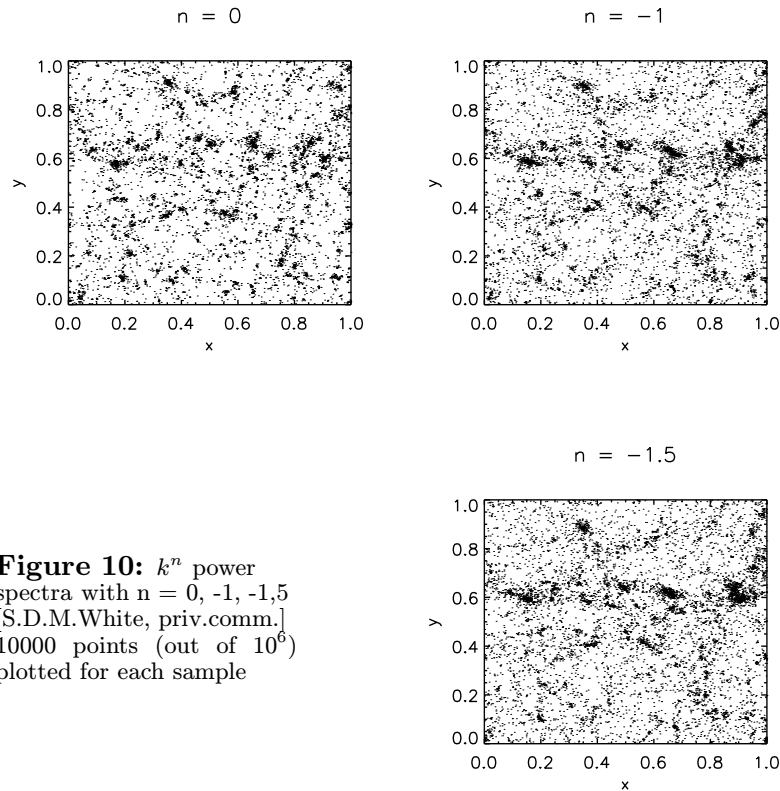 n = 0
1.0
0.8
0.6
0.4
0.2
0.0
y
0.0 0.2 0.4 0.6 0.8 1.0
x
n = −1
1.0
0.8
0.6
0.4
0.2
0.0
y
0.0 0.2 0.4 0.6 0.8 1.0
x
n = −1.5
1.0
0.8
0.6
0.4
0.2
0.0
y
0.0 0.2 0.4 0.6 0.8 1.0
x
Figure 10: kⁿ power
spectra with n = 0, -1, -1,5
[S.D.M.White, priv.comm.]
10000 points (out of 10⁶)
plotted for each sample